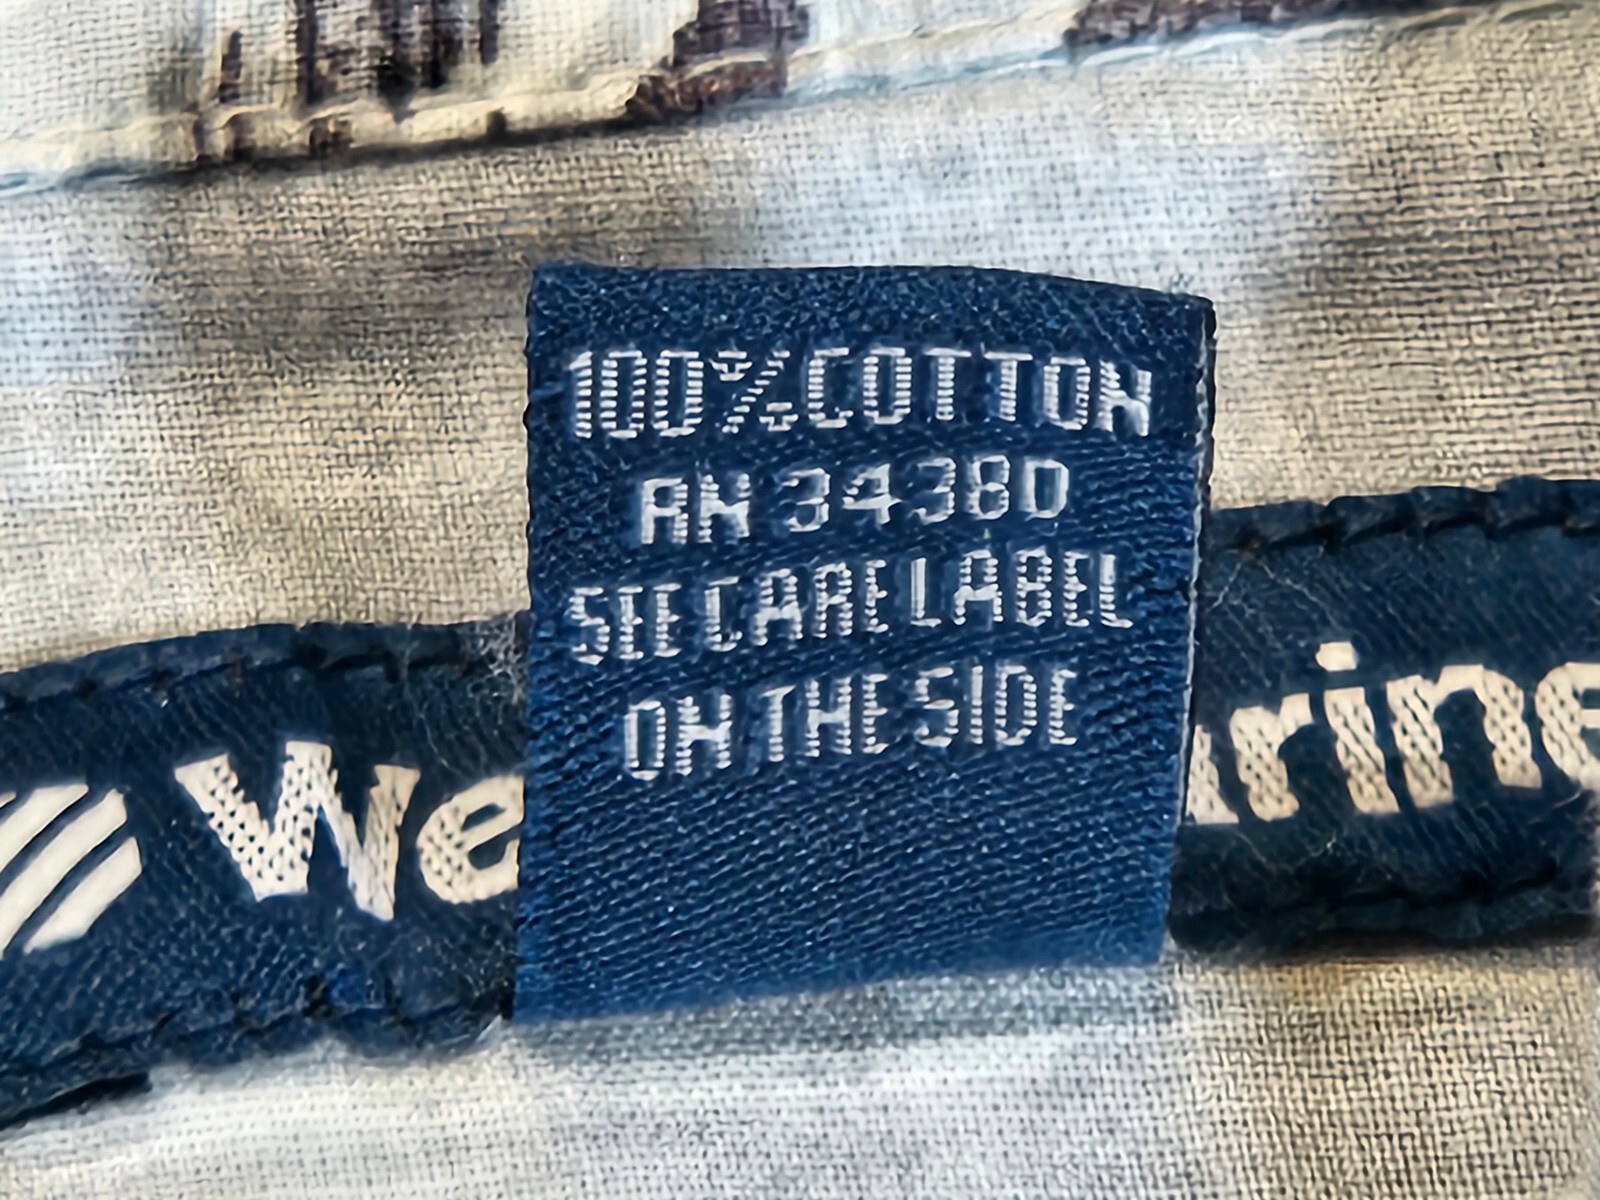 100% COTTON
RN 34380
SEE CARE LABEL
ON THE SIDE
We
rine